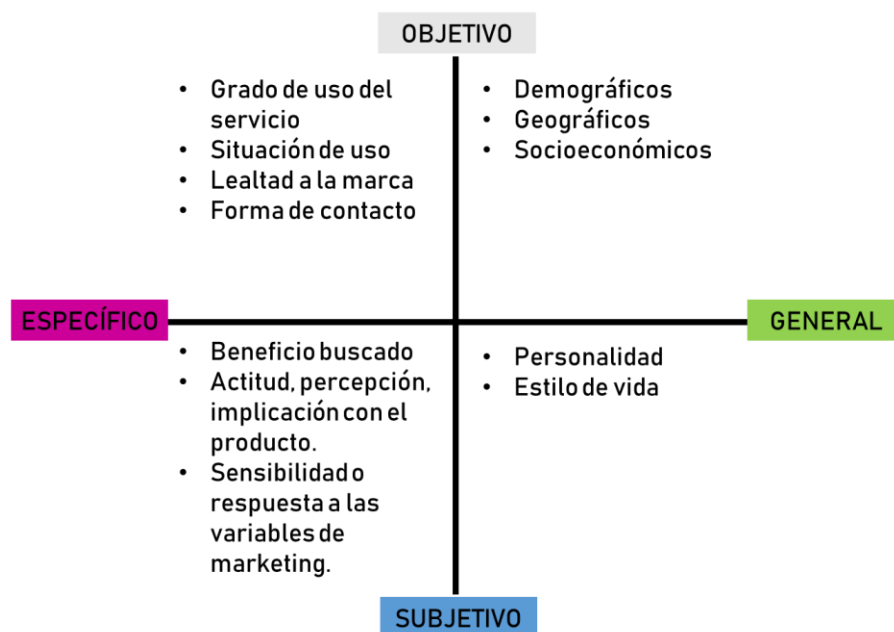 OBJETIVO
• Grado de uso del
servicio
• Situación de uso
• Lealtad a la marca
• Forma de contacto
• Demográficos
• Geográficos
• Socioeconómicos
ESPECÍFICO
GENERAL
• Beneficio buscado
• Actitud, percepción,
implicación con el
producto.
• Sensibilidad o
respuesta a las
variables de
marketing.
• Personalidad
• Estilo de vida
SUBJETIVO